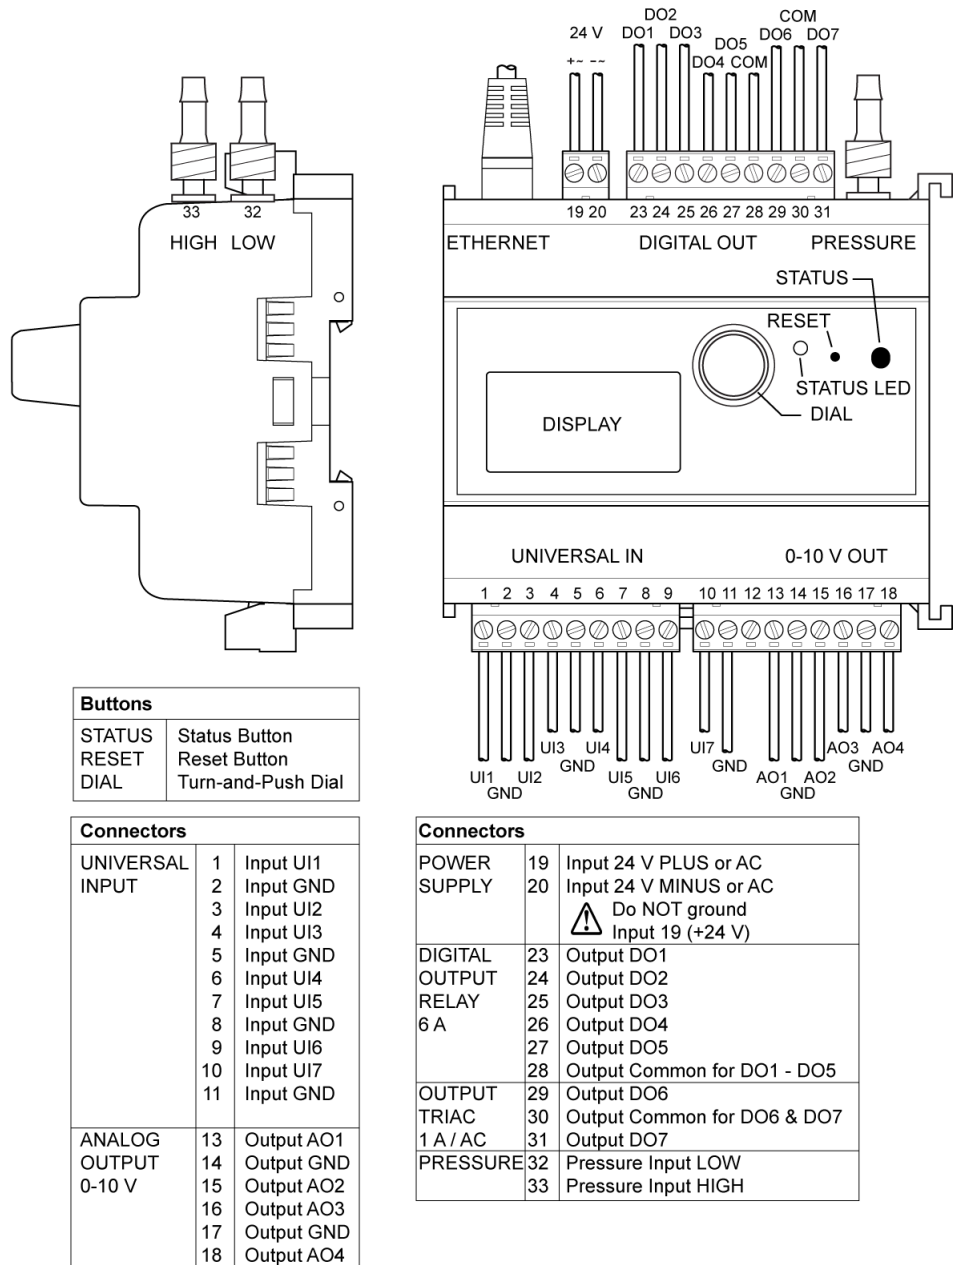 DO2
COM
24 V
DO1
DO3
DO6
DO7
DO5
DO4
COM
+~
-~
33
32
HIGH
LOW
19 20
23 24 25 26 27 28 29 30 31
ETHERNET
DIGITAL OUT
PRESSURE
STATUS
RESET
STATUS LED
DIAL
DISPLAY
UNIVERSAL IN
0-10 V OUT
1 2 3 4 5 6 7 8 9
10 11 12 13 14 15 16 17 18
UI3
UI4
UI7
AO3
AO4
GND
GND
GND
UI1
UI2
UI5
UI6
AO1
AO2
GND
GND
GND
Buttons
STATUS Status Button
RESET Reset Button
DIAL Turn-and-Push Dial
Connectors
UNIVERSAL 1 Input UI1
INPUT 2 Input GND
3 Input UI2
4 Input UI3
5 Input GND
6 Input UI4
7 Input UI5
8 Input GND
9 Input UI6
10 Input UI7
11 Input GND
ANALOG 13 Output AO1
OUTPUT 14 Output GND
0-10 V 15 Output AO2
16 Output AO3
17 Output GND
18 Output AO4
Connectors
POWER 19 Input 24 V PLUS or AC
SUPPLY 20 Input 24 V MINUS or AC
Do NOT ground
Input 19 (+24 V)
DIGITAL 23 Output DO1
OUTPUT 24 Output DO2
RELAY 25 Output DO3
6 A 26 Output DO4
27 Output DO5
28 Output Common for DO1 - DO5
OUTPUT 29 Output DO6
TRIAC 30 Output Common for DO6 & DO7
1 A / AC 31 Output DO7
PRESSURE 32 Pressure Input LOW
33 Pressure Input HIGH